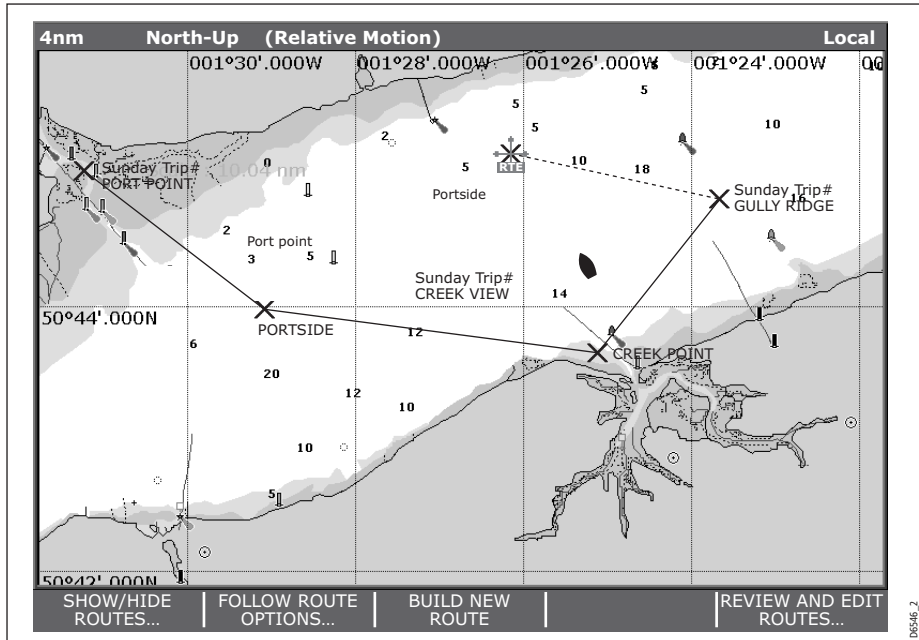 4nm North-Up (Relative Motion) Local
001°30'.000W 001°28'.000W 001°26'.000W 001°24'.000W 00
5
2
5
5
10
5
2
0
5
10
18
10.04 nm
Sunday Trip#
PORT POINT
RTE
Portside
Sunday Trip#
16
GULLY RIDGE
2
Port point
3
5
Sunday Trip#
CREEK VIEW
14
50°44'.000N
PORTSIDE
12
6
CREEK POINT
20
12
10
10
5
50°42'.000N
SHOW/HIDE ROUTES...
FOLLOW ROUTE OPTIONS...
BUILD NEW ROUTE
REVIEW AND EDIT ROUTES...
D6546_2